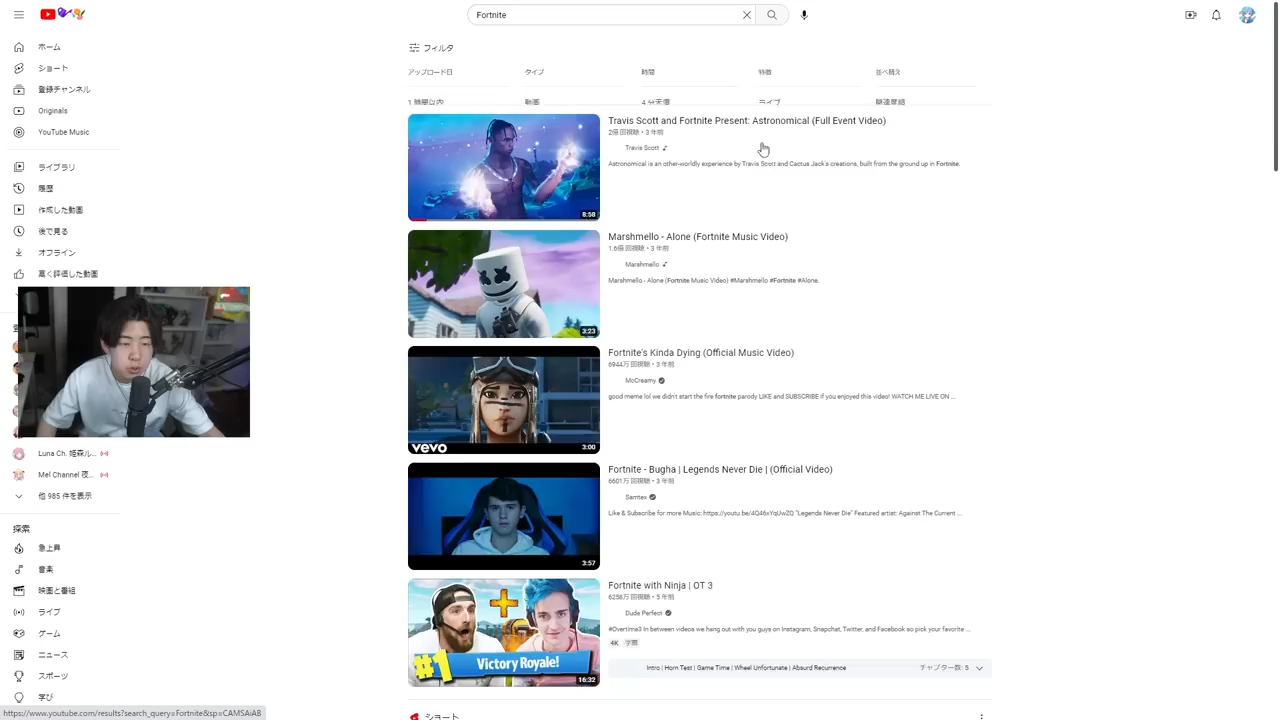 Fortnite
ホーム
ショート
登録チャンネル
Originals
YouTube Music
ライブラリ
履歴
作成した動画
後で見る
オフライン
高く評価した動画
Luna Ch. 姫森ル...
Mel Channel 夜...
他 985 件を表示
探索
急上昇
音楽
映画と番組
ライブ
ゲーム
ニュース
スポーツ
学び
https://www.youtube.com/results?search_query=Fortnite&sp=CAMSAiAB
フィルタ
アップロード日 タイプ 時間 特徴 並べ替え
1 時間以内 動画 4 分未満 ライブ 関連度順
Travis Scott and Fortnite Present: Astronomical (Full Event Video)
2億 回視聴・3 年前
Travis Scott
Astronomical is an other-worldly experience by Travis Scott and Cactus Jack's creations, built from the ground up in Fortnite.
8:58
Marshmello - Alone (Fortnite Music Video)
1.6億 回視聴・3 年前
Marshmello
Marshmello - Alone (Fortnite Music Video) #Marshmello #Fortnite #Alone.
3:23
Fortnite's Kinda Dying (Official Music Video)
6944万 回視聴・3 年前
McCreamy
good meme lol we didn't start the fire fortnite parody LIKE and SUBSCRIBE if you enjoyed this video! WATCH ME LIVE ON ...
vevo
3:00
Fortnite - Bugha | Legends Never Die | (Official Video)
6601万 回視聴・3 年前
Samtex
Like & Subscribe for more Music: https://youtu.be/4Q46xYqUwZQ "Legends Never Die" Featured artist: Against The Current ...
3:57
Fortnite with Ninja | OT 3
6258万 回視聴・5 年前
Dude Perfect
#Overtime3 In between videos we hang out with you guys on Instagram, Snapchat, Twitter, and Facebook so pick your favorite ...
4K 字幕
Intro | Horn Test | Game Time | Wheel Unfortunate | Absurd Recurrence チャプター数: 5
#1 Victory Royale!
16:32
ショート